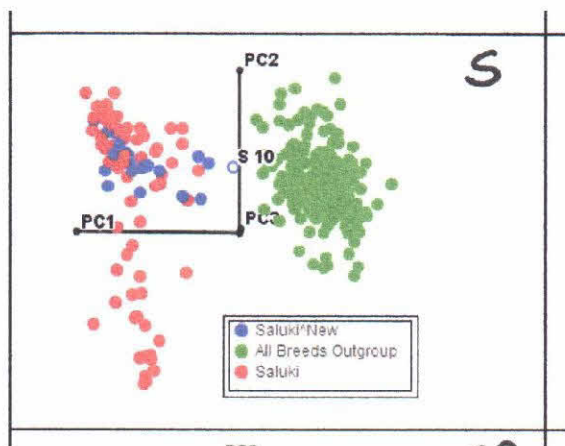 S
PC2
S 10
PC1
PC3
Saluki^New
All Breeds Outgroup
Saluki